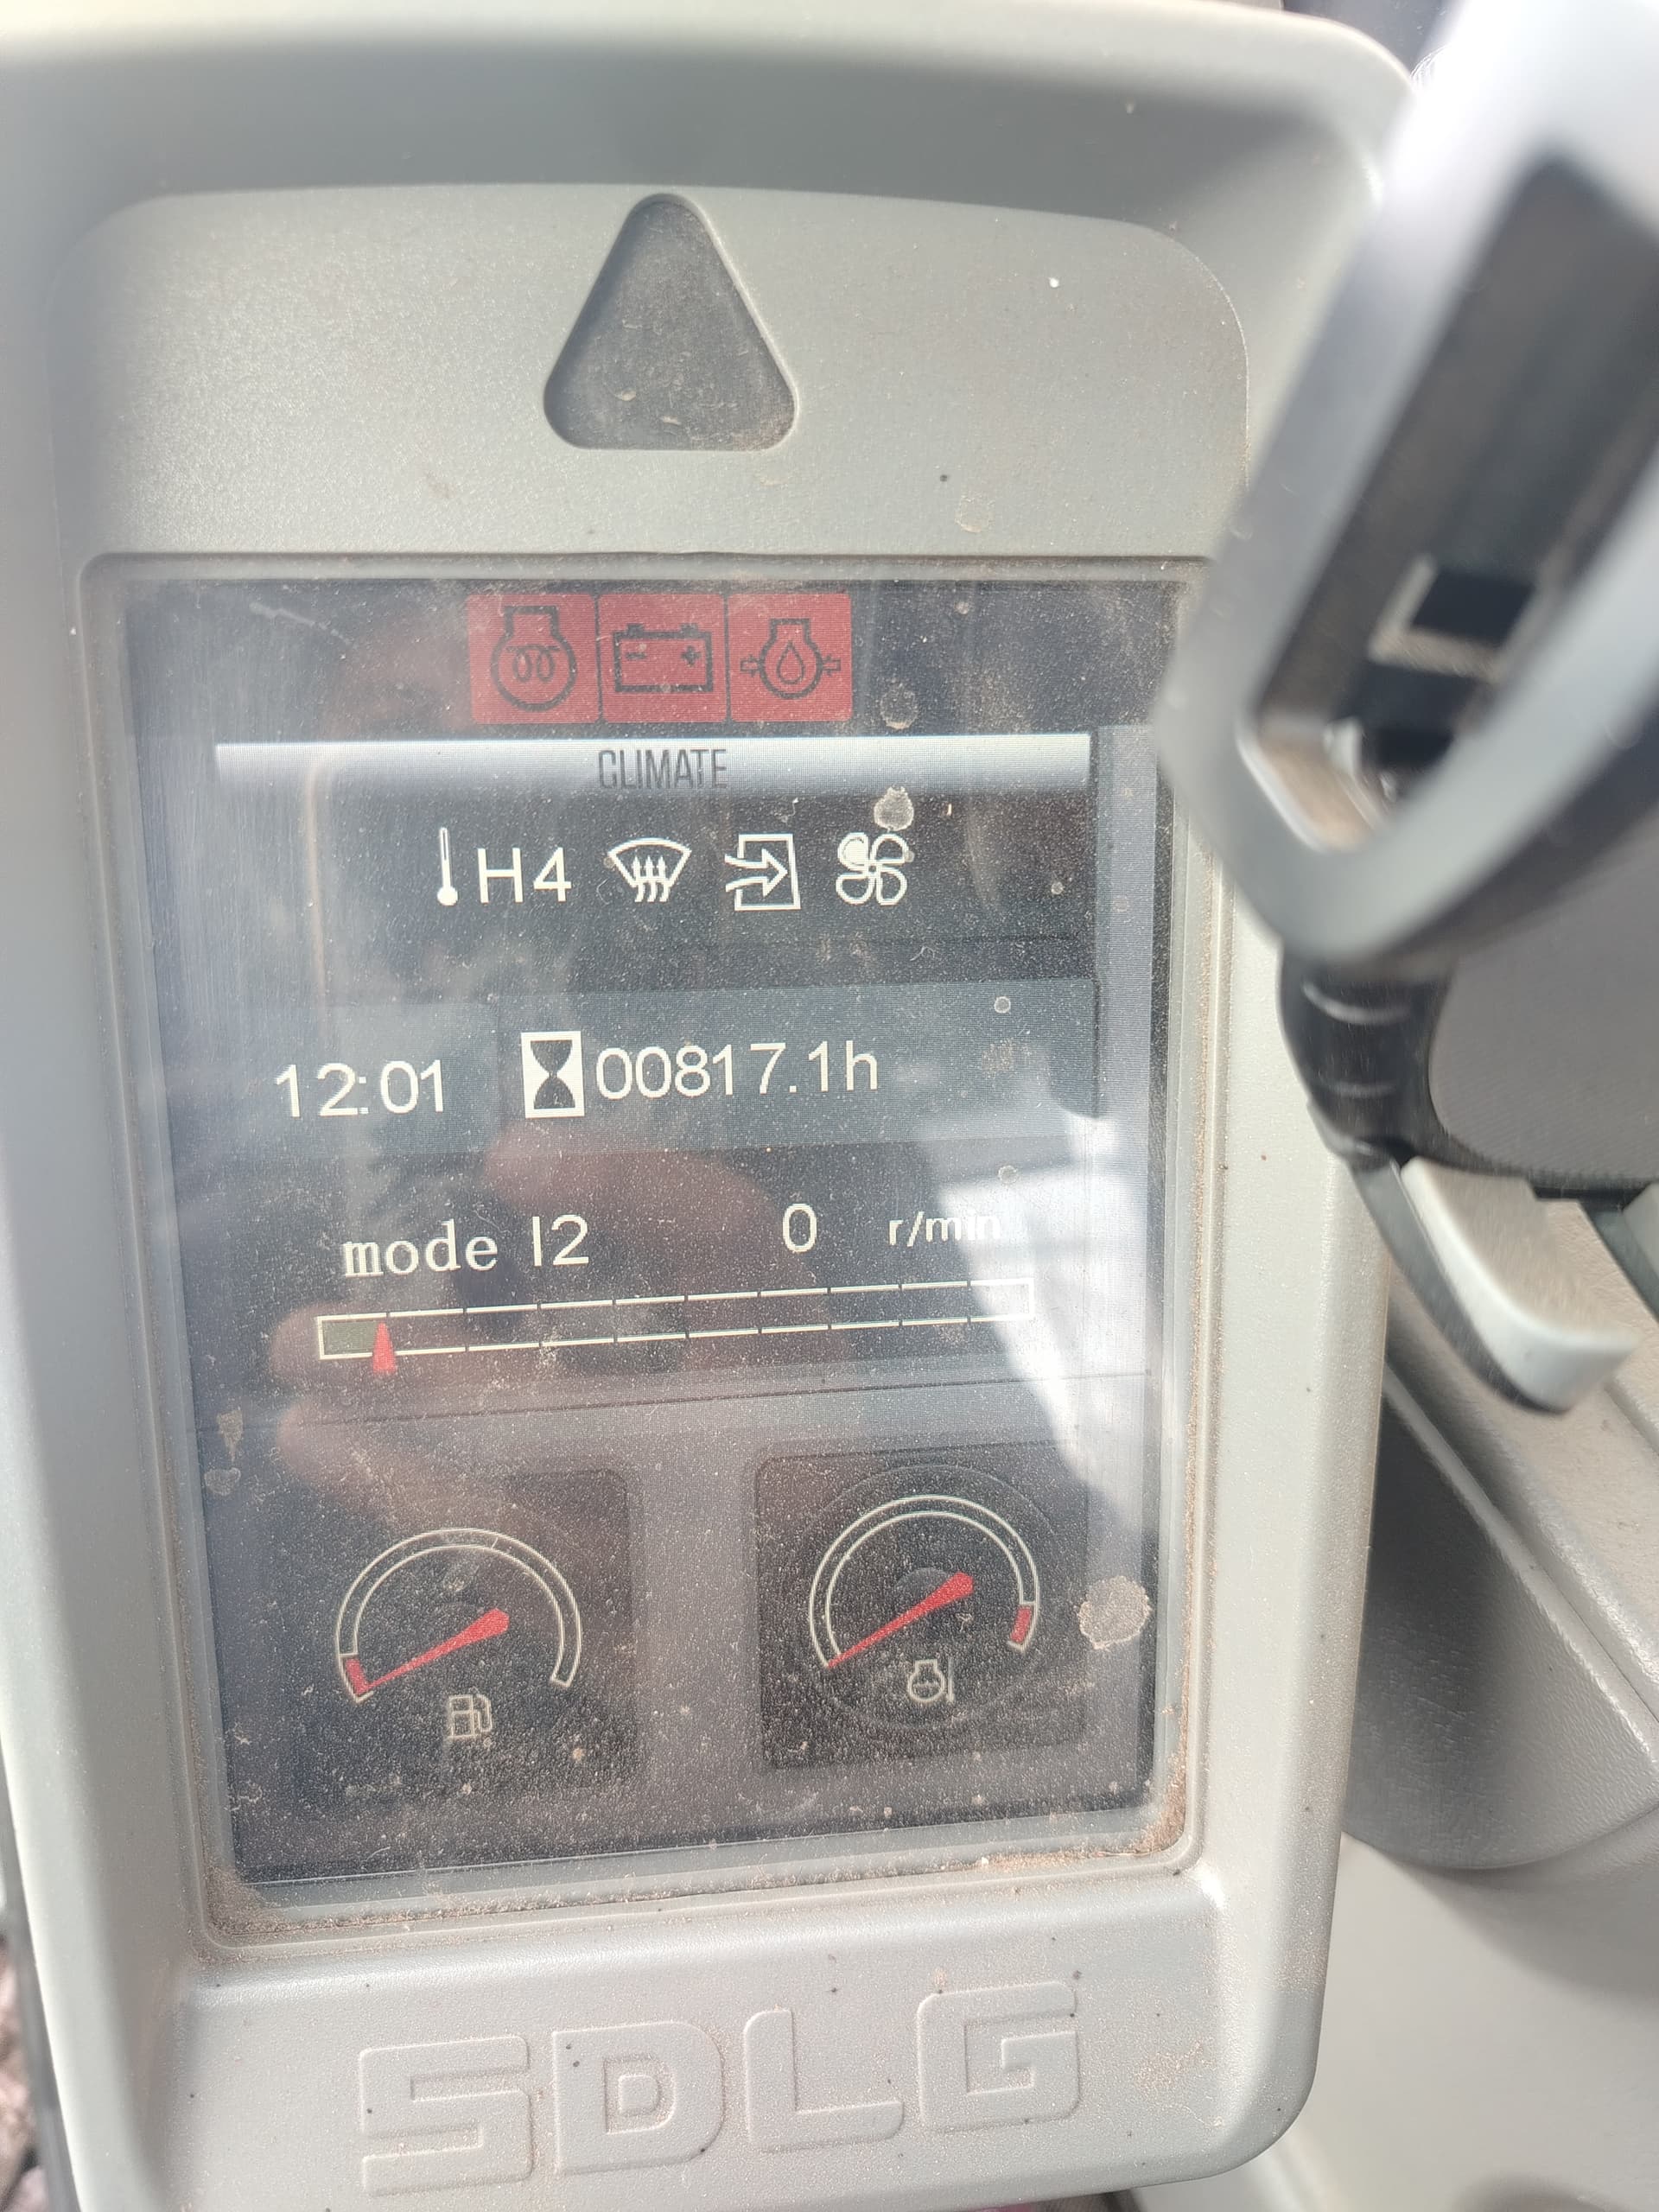 CLIMATE
H4
12:01 00817.1h
mode I2 0 r/min
SDLG